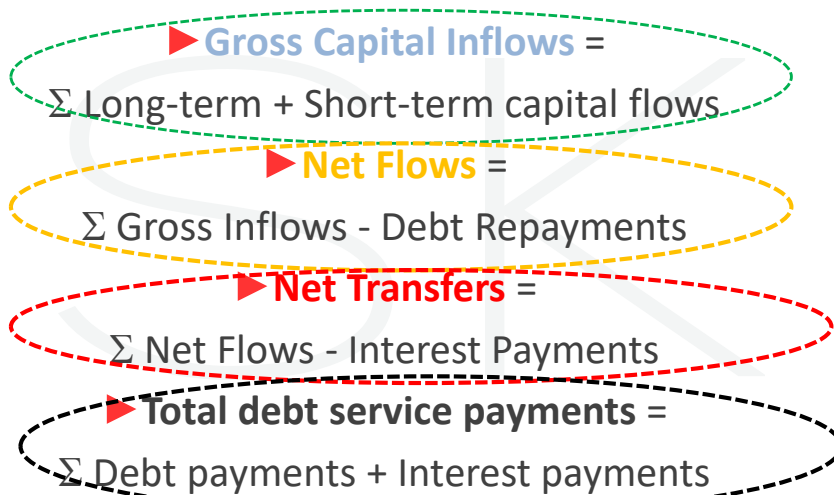 ►Gross Capital Inflows =
Σ Long-term + Short-term capital flows
►Net Flows =
Σ Gross Inflows - Debt Repayments
►Net Transfers =
Σ Net Flows - Interest Payments
►Total debt service payments =
Σ Debt payments + Interest payments
SK